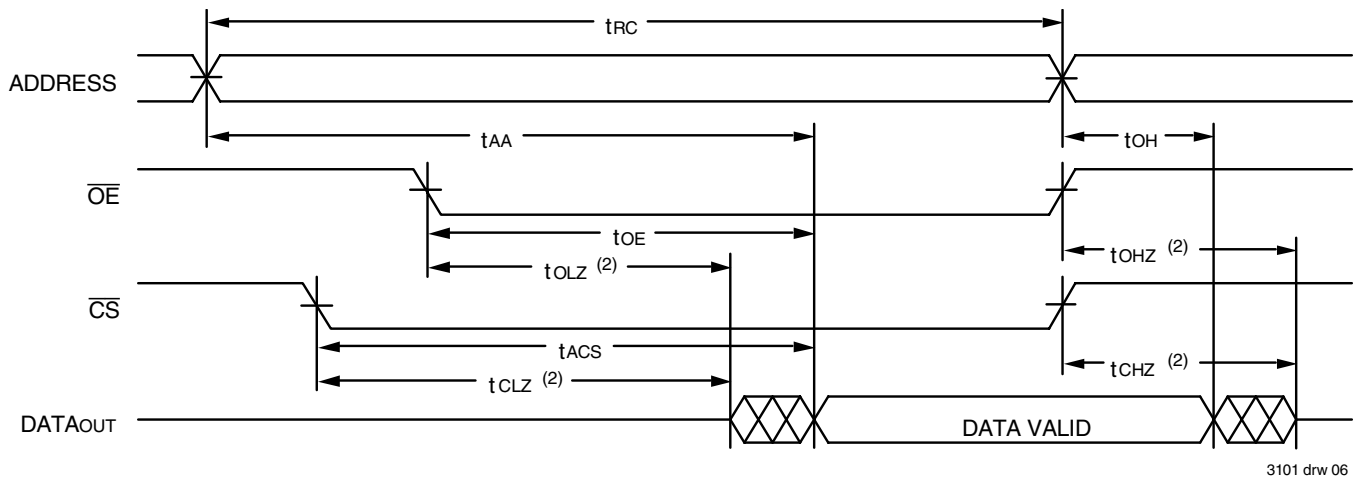 tRC
ADDRESS
tAA
tOH
OE
tOE
tOLZ (2)
tOHZ (2)
CS
tACS
tCLZ (2)
tCHZ (2)
DATAOUT
DATA VALID
3101 drw 06